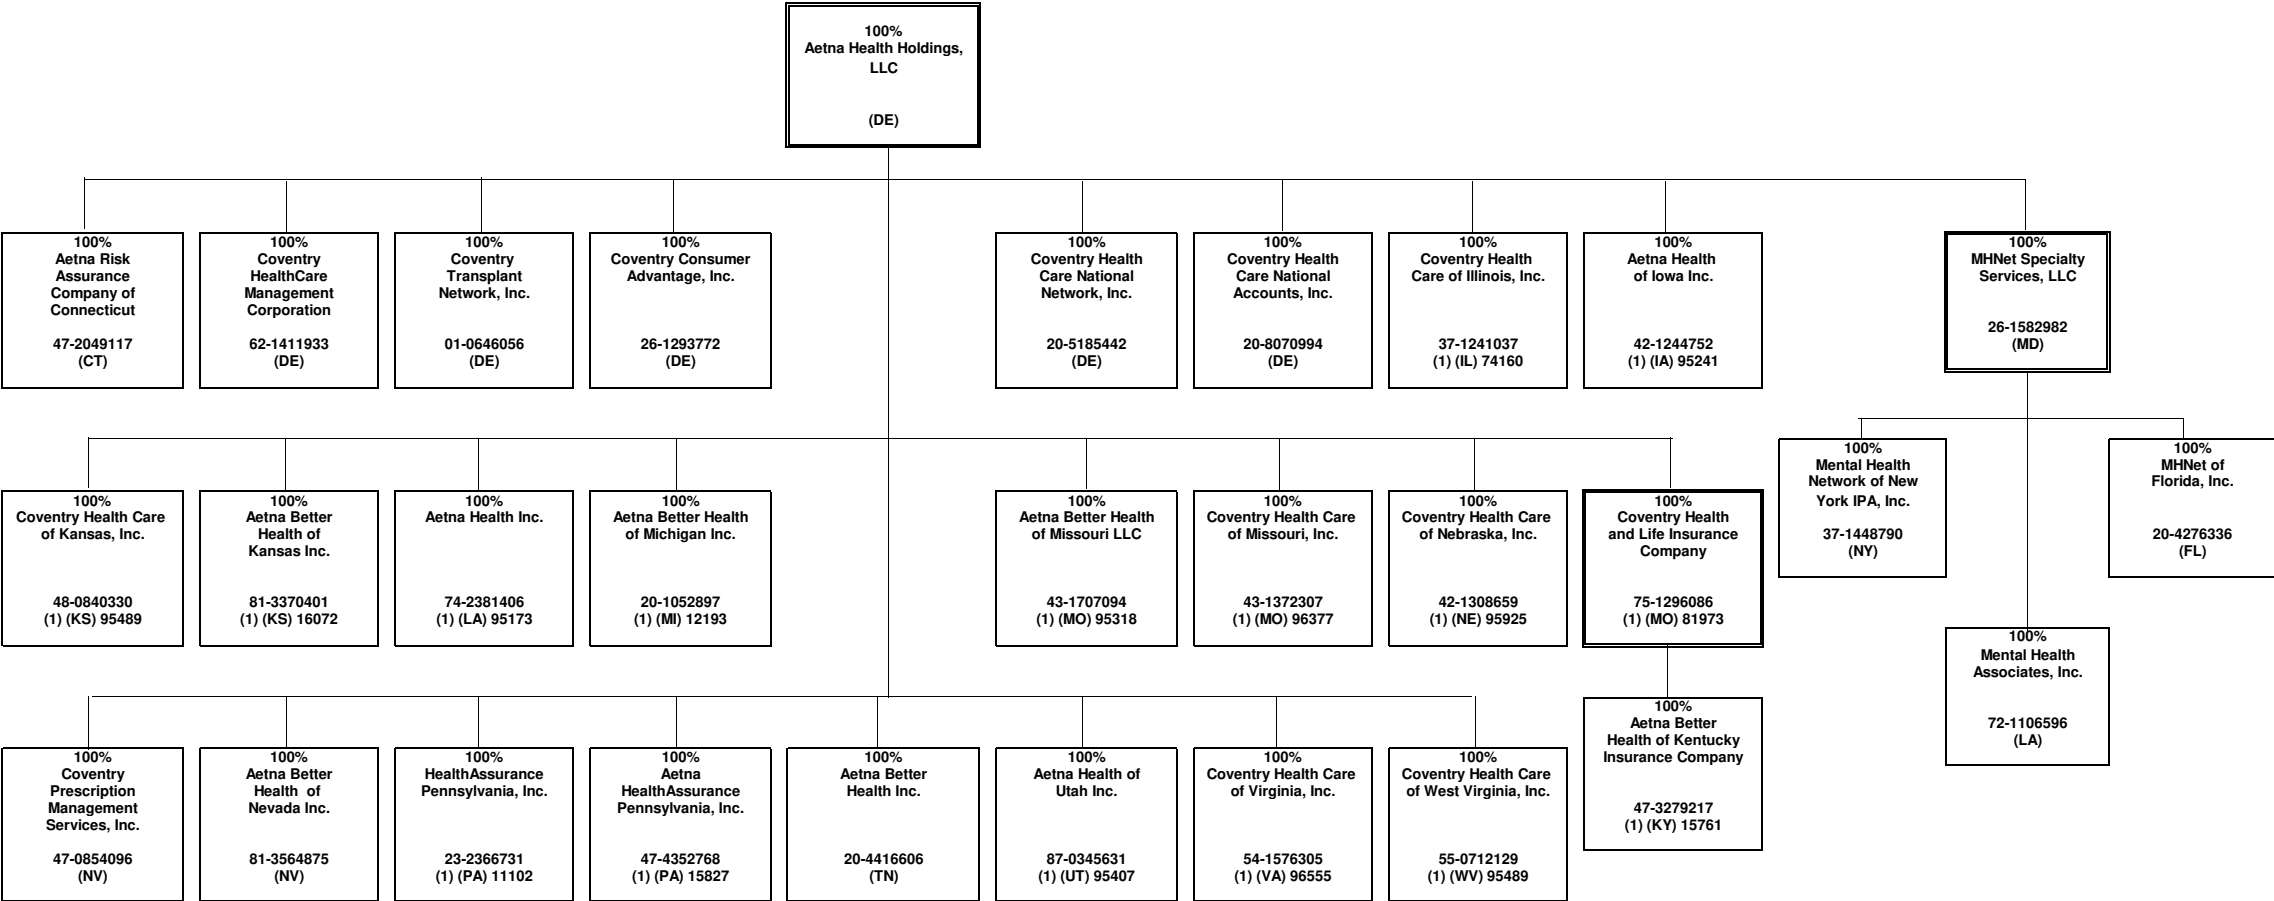 100%
Aetna Health Holdings,
LLC
(DE)
100%
Aetna Risk
Assurance
Company of
Connecticut
47-2049117
(CT)
100%
Coventry
HealthCare
Management
Corporation
62-1411933
(DE)
100%
Coventry
Transplant
Network, Inc.
01-0646056
(DE)
100%
Coventry Consumer
Advantage, Inc.
26-1293772
(DE)
100%
Coventry Health
Care National
Network, Inc.
20-5185442
(DE)
100%
Coventry Health
Care National
Accounts, Inc.
20-8070994
(DE)
100%
Coventry Health
Care of Illinois, Inc.
37-1241037
(1) (IL) 74160
100%
Aetna Health
of Iowa Inc.
42-1244752
(1) (IA) 95241
100%
MHNet Specialty
Services, LLC
26-1582982
(MD)
100%
Mental Health
Network of New
York IPA, Inc.
37-1448790
(NY)
100%
MHNet of
Florida, Inc.
20-4276336
(FL)
100%
Coventry Health Care
of Kansas, Inc.
48-0840330
(1) (KS) 95489
100%
Aetna Better
Health of
Kansas Inc.
81-3370401
(1) (KS) 16072
100%
Aetna Health Inc.
74-2381406
(1) (LA) 95173
100%
Aetna Better Health
of Michigan Inc.
20-1052897
(1) (MI) 12193
100%
Aetna Better Health
of Missouri LLC
43-1707094
(1) (MO) 95318
100%
Coventry Health Care
of Missouri, Inc.
43-1372307
(1) (MO) 96377
100%
Coventry Health Care
of Nebraska, Inc.
42-1308659
(1) (NE) 95925
100%
Coventry Health
and Life Insurance
Company
75-1296086
(1) (MO) 81973
100%
Mental Health
Associates, Inc.
72-1106596
(LA)
100%
Aetna Better
Health of Kentucky
Insurance Company
47-3279217
(1) (KY) 15761
100%
Coventry
Prescription
Management
Services, Inc.
47-0854096
(NV)
100%
Aetna Better
Health of
Nevada Inc.
81-3564875
(NV)
100%
HealthAssurance
Pennsylvania, Inc.
23-2366731
(1) (PA) 11102
100%
Aetna
HealthAssurance
Pennsylvania, Inc.
47-4352768
(1) (PA) 15827
100%
Aetna Better
Health Inc.
20-4416606
(TN)
100%
Aetna Health of
Utah Inc.
87-0345631
(1) (UT) 95407
100%
Coventry Health Care
of Virginia, Inc.
54-1576305
(1) (VA) 96555
100%
Coventry Health Care
of West Virginia, Inc.
55-0712129
(1) (WV) 95489